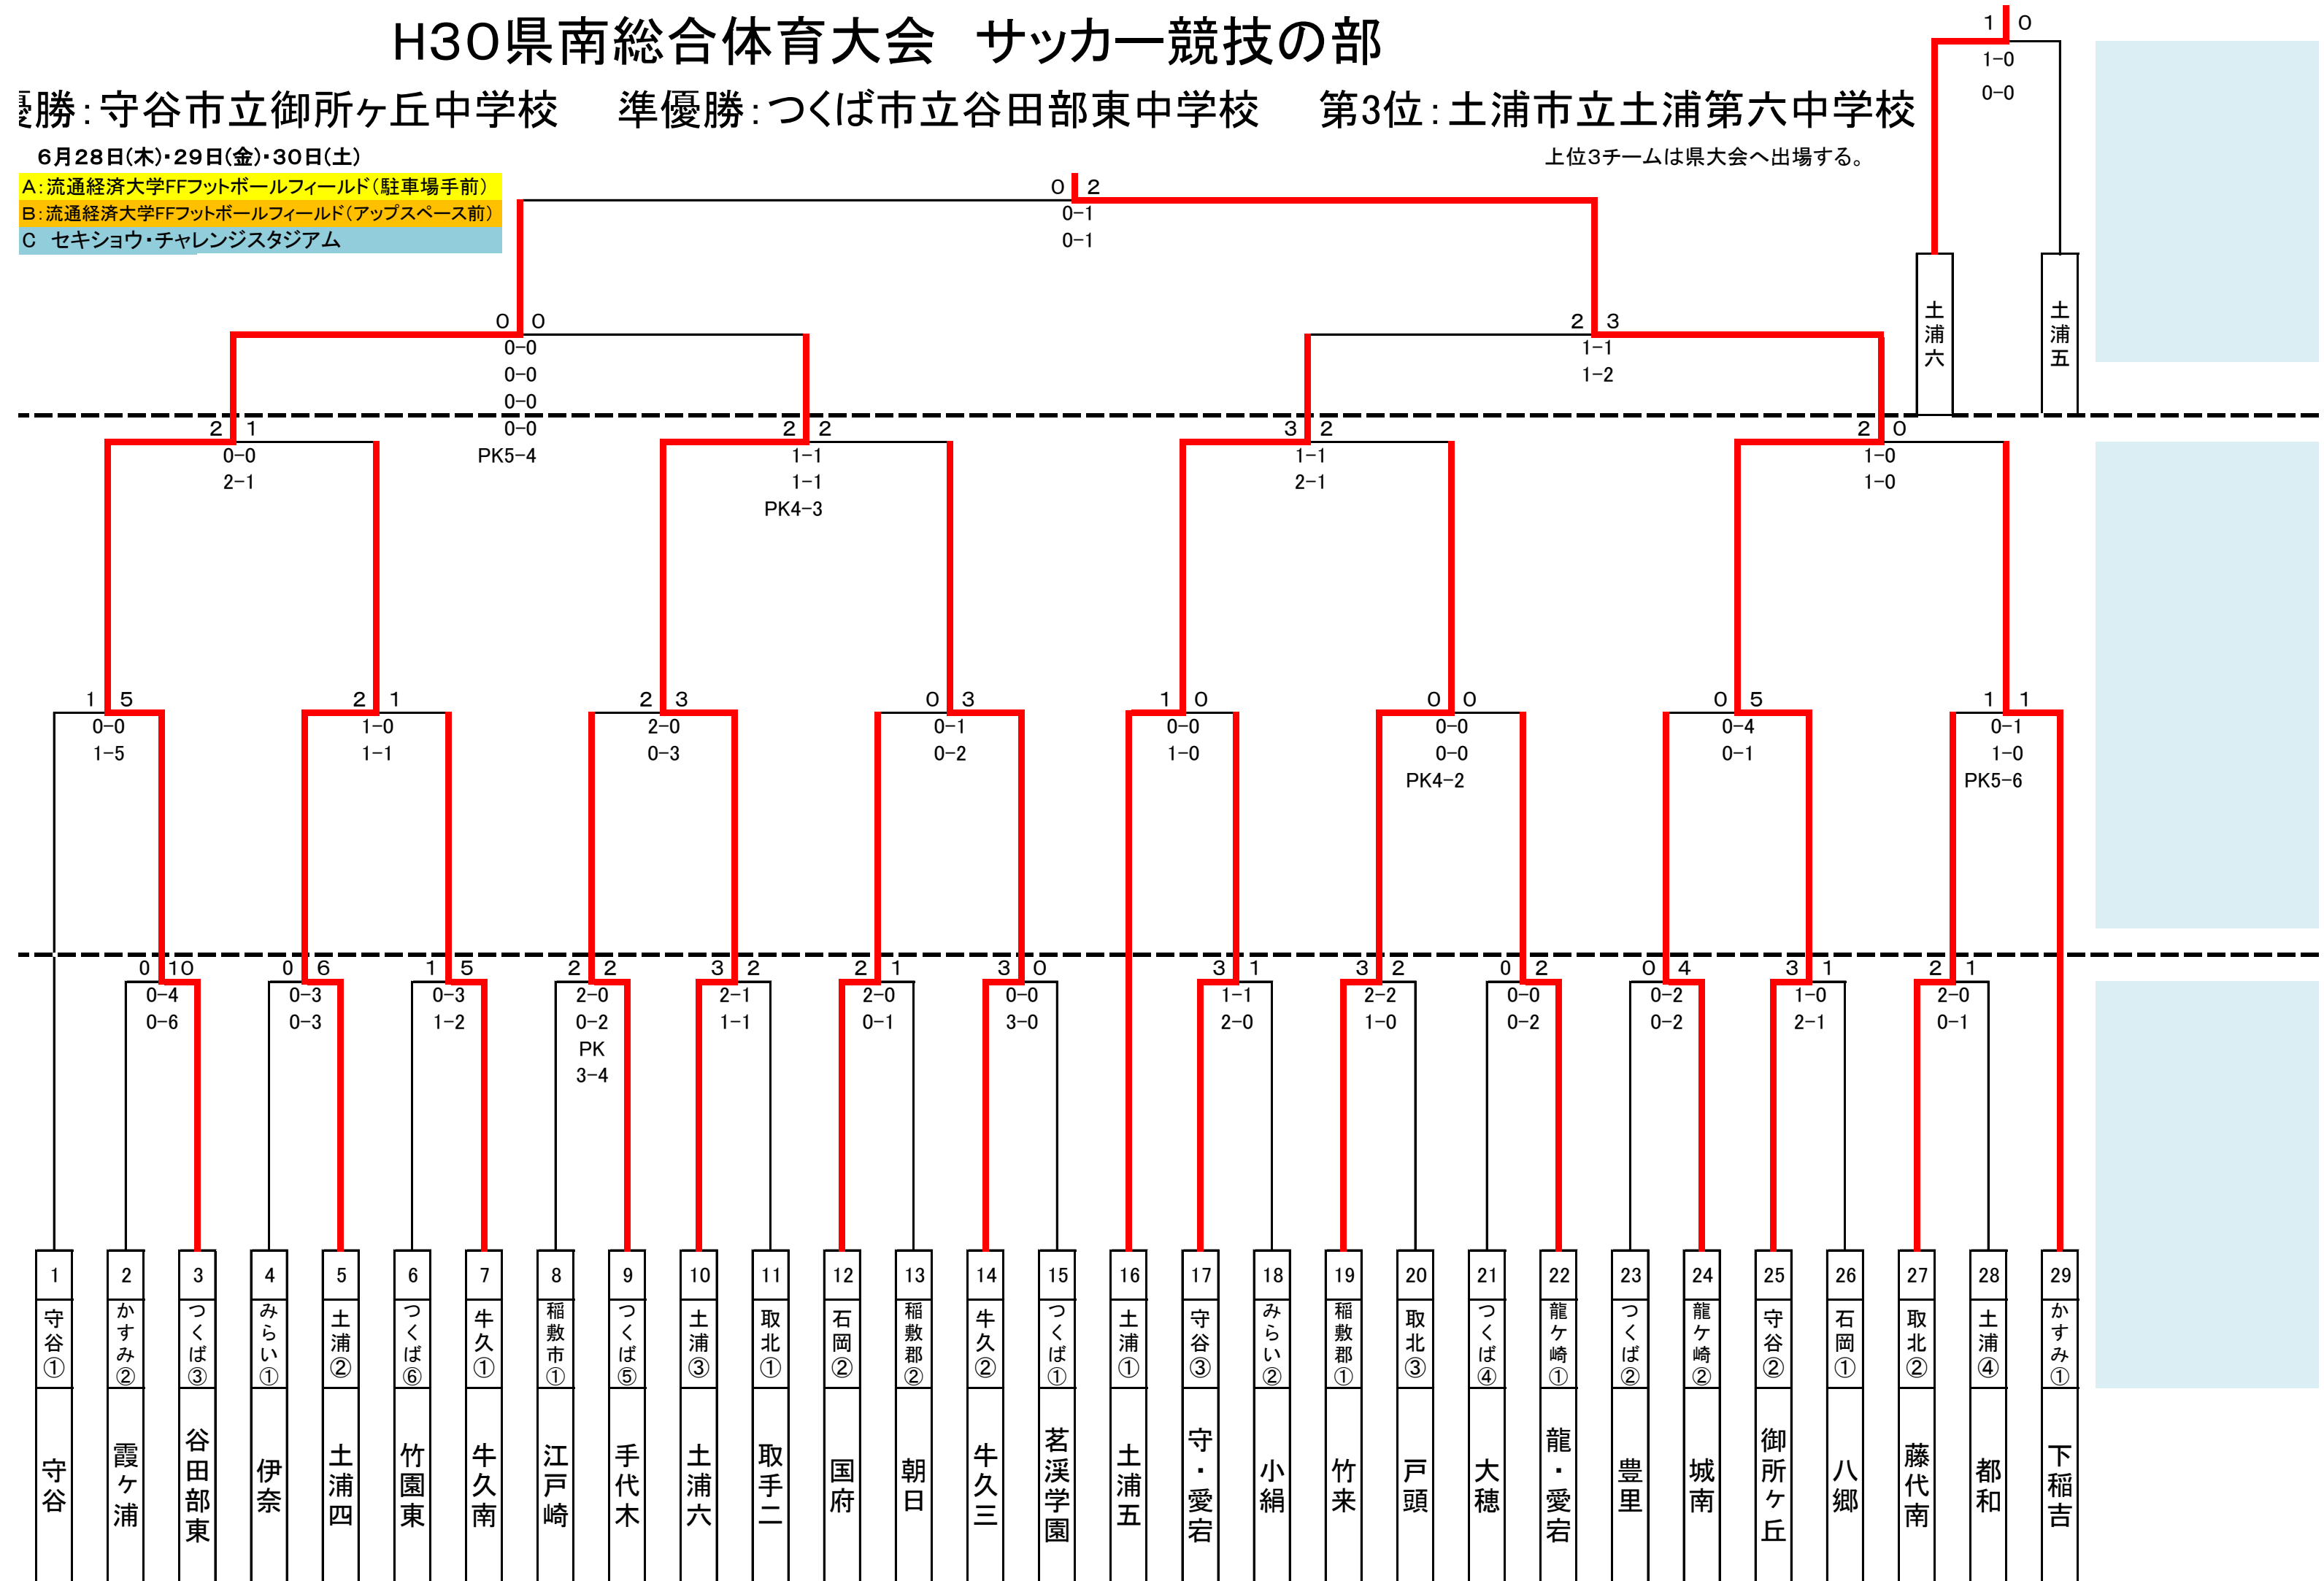 H30県南総合体育大会　サッカー競技の部
優勝：守谷市立御所ヶ丘中学校　準優勝：つくば市立谷田部東中学校　第3位：土浦市立土浦第六中学校
6月28日(木)・29日(金)・30日(土)
上位3チームは県大会へ出場する。
A：流通経済大学FFフットボールフィールド（駐車場手前）
B：流通経済大学FFフットボールフィールド（アップスペース前）
C　セキショウ・チャレンジスタジアム
1 0
1-0
0-0
土浦六
土浦五
0 2
0-1
0-1
0 0
0-0
0-0
0-0
0-0
PK5-4
2 3
1-1
1-2
2 1
0-0
2-1
2 2
1-1
1-1
PK4-3
3 2
1-1
2-1
2 0
1-0
1-0
1 5
0-0
1-5
2 1
1-0
1-1
2 3
2-0
0-3
0 3
0-1
0-2
1 0
0-0
1-0
0 0
0-0
0-0
PK4-2
0 5
0-4
0-1
1 1
0-1
1-0
PK5-6
0 10
0-4
0-6
0 6
0-3
0-3
1 5
0-3
1-2
2 2
2-0
0-2
PK
3-4
3 2
2-1
1-1
2 1
2-0
0-1
3 0
0-0
3-0
3 1
1-1
2-0
3 2
2-2
1-0
0 2
0-0
0-2
0 4
0-2
0-2
3 1
1-0
2-1
2 1
2-0
0-1
1 守谷① 守谷
2 かすみ② 霞ヶ浦
3 つくば③ 谷田部東
4 みらい① 伊奈
5 土浦② 土浦四
6 つくば⑥ 竹園東
7 牛久① 牛久南
8 稲敷市① 江戸崎
9 つくば⑤ 手代木
10 土浦③ 土浦六
11 取北① 取手二
12 石岡② 国府
13 稲敷郡② 朝日
14 牛久② 牛久三
15 つくば① 茗溪学園
16 土浦① 土浦五
17 守谷③ 守・愛宕
18 みらい② 小絹
19 稲敷郡① 竹来
20 取北③ 戸頭
21 つくば④ 大穂
22 龍ケ崎① 龍・愛宕
23 つくば② 豊里
24 龍ケ崎② 城南
25 守谷② 御所ヶ丘
26 石岡① 八郷
27 取北② 藤代南
28 土浦④ 都和
29 かすみ① 下稲吉